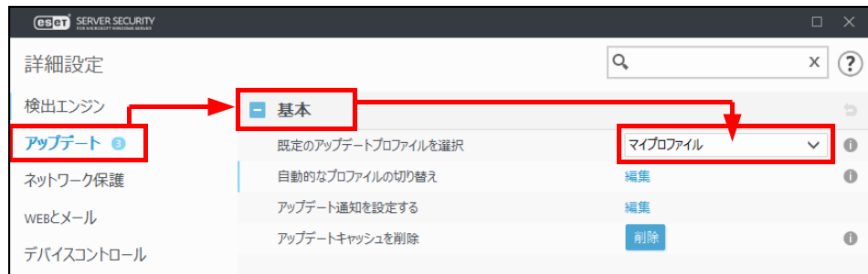 eset SERVER SECURITY
FOR MICROSOFT WINDOWS SERVER
詳細設定
x
?
検出エンジン
基本
アップデート 3
既定のアップデートプロファイルを選択
マイプロファイル
ネットワーク保護
自動的なプロファイルの切り替え
編集
アップデート通知を設定する
編集
WEBとメール
アップデートキャッシュを削除
削除
デバイスコントロール